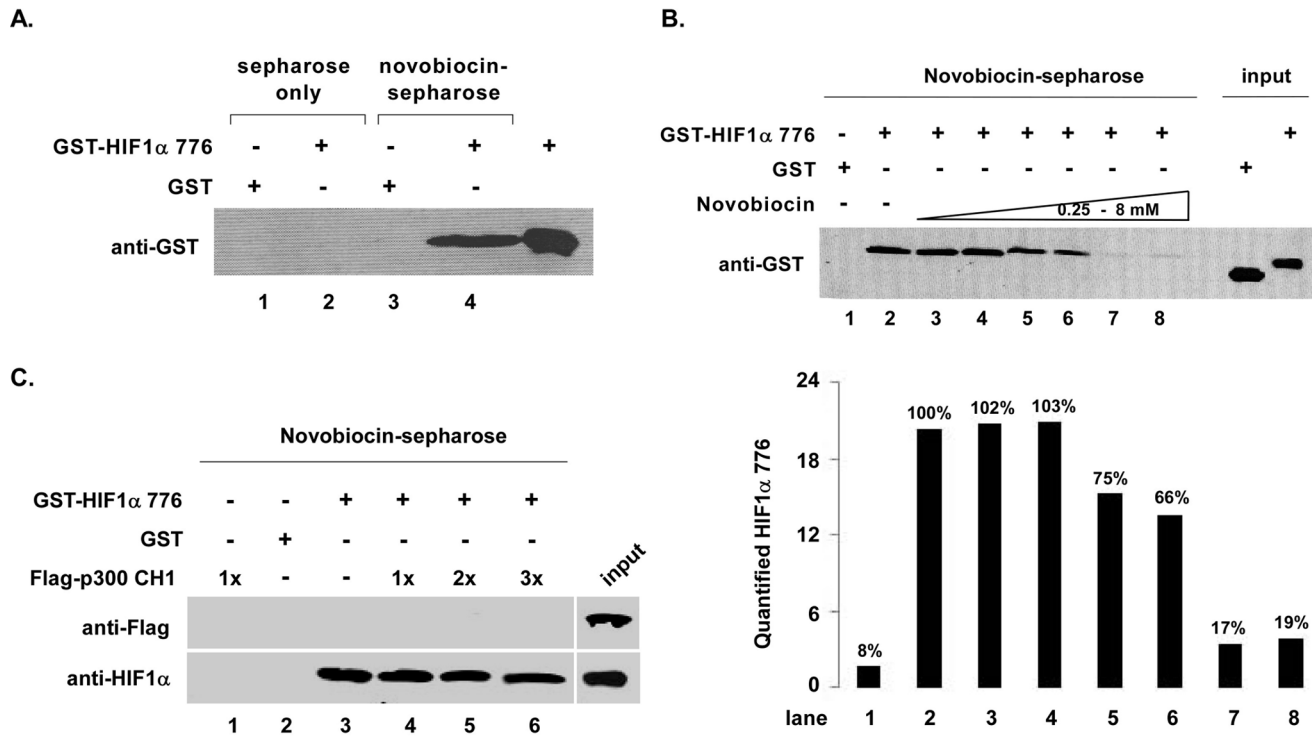 A.
sepharose only
novobiocin-sepharose
GST-HIF1α 776 - + - + +
GST + - + -
anti-GST
1 2 3 4
B.
Novobiocin-sepharose input
GST-HIF1α 776 - + + + + + + + +
GST + - - - - - - - +
Novobiocin - - 0.25 - 8 mM
anti-GST
1 2 3 4 5 6 7 8
Quantified HIF1α 776
24
18
12
6
0
8% 100% 102% 103% 75% 66% 17% 19%
lane 1 2 3 4 5 6 7 8
C.
Novobiocin-sepharose
GST-HIF1α 776 - - + + + +
GST - + - - - -
Flag-p300 CH1 1x - - 1x 2x 3x input
anti-Flag
anti-HIF1α
1 2 3 4 5 6